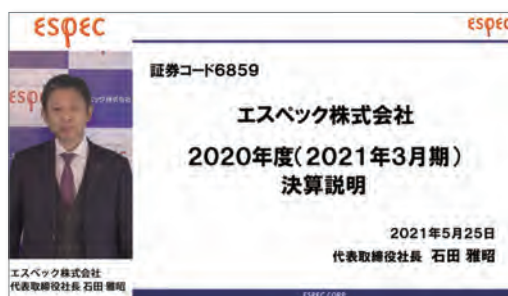 ESPEC
ESPEC
証券コード6859
エスペック株式会社
2020年度(2021年3月期)
決算説明
2021年5月25日
代表取締役社長 石田 雅昭
エスペック株式会社
代表取締役社長 石田 雅昭
ESPEC CORP.